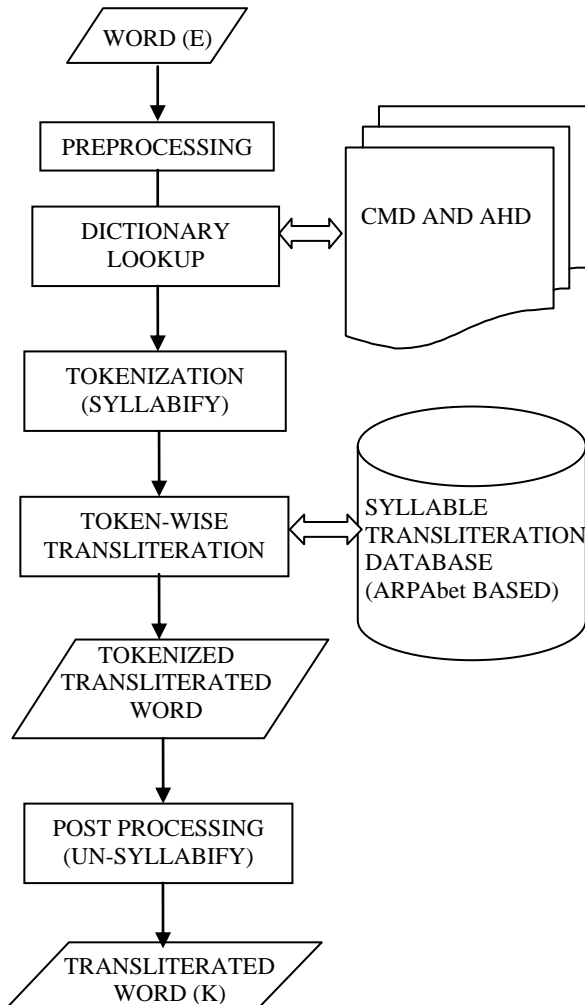 WORD (E)
PREPROCESSING
DICTIONARY
LOOKUP
CMD AND AHD
TOKENIZATION
(SYLLABIFY)
TOKEN-WISE
TRANSLITERATION
SYLLABLE
TRANSLITERATION
DATABASE
(ARPAbet BASED)
TOKENIZED
TRANSLITERATED
WORD
POST PROCESSING
(UN-SYLLABIFY)
TRANSLITERATED
WORD (K)